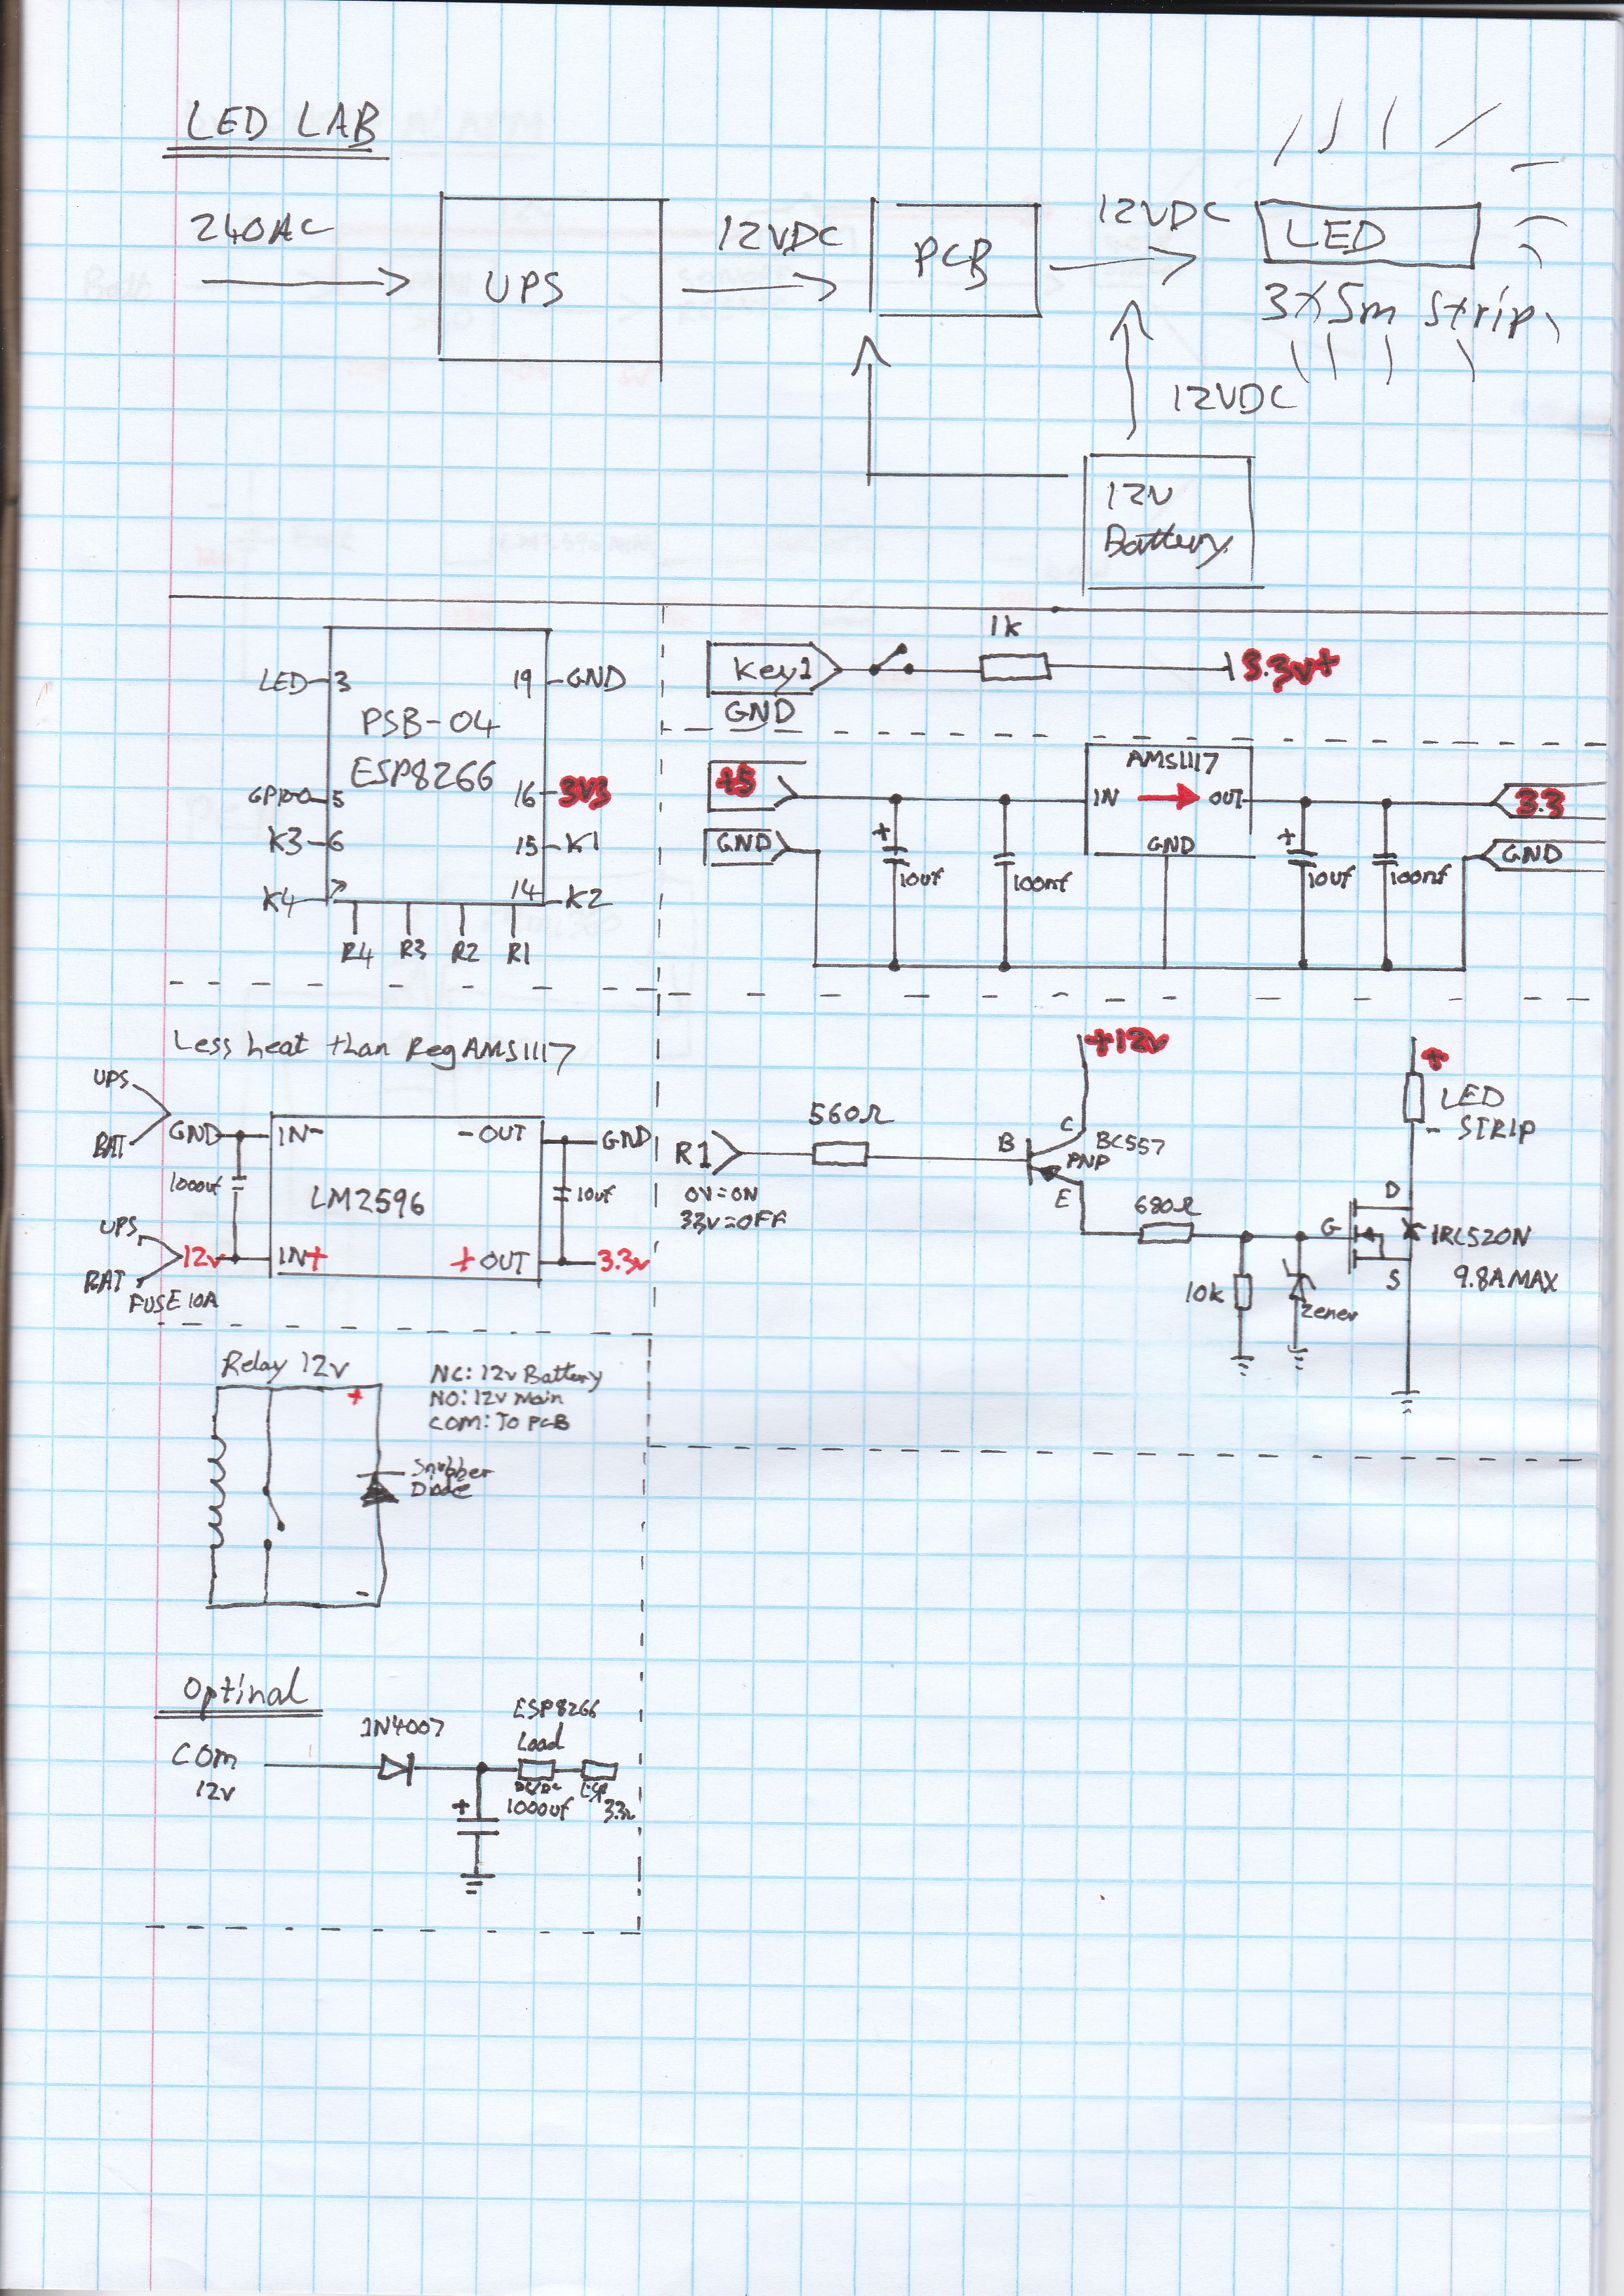 LED LAB
240AC
UPS
12VDC
PCB
12VDC
LED
3x5m strip
12VDC
12V
Battery
LED 3
19 GND
PSB-04
ESP8266
GPIO0 5
16 3V3
K3 6
15 K1
K4 7
14 K2
R4 R3 R2 R1
Key1
1k
3.3v+
GND
+5
GND
AMS1117
IN OUT
GND
+
10uf
100nf
+
10uf
100nf
3.3
GND
Less heat than Reg AMS1117
UPS
BAT
GND
IN-
-OUT
GND
1000uf
LM2596
10uf
UPS
BAT
12v
IN+
+OUT
3.3v
FUSE 10A
R1
0V=ON
3.3V=OFF
560Ω
+12v
B
C
BC557
PNP
E
680Ω
10k
Zener
G
D
S
IRL520N
9.8A MAX
+
LED
- STRIP
Relay 12v
+
-
NC: 12v Battery
NO: 12v Main
COM: To PCB
Snubber
Diode
Optinal
COM
12v
1N4007
ESP8266
Load
DC/DC
ESP
+
1000uf
3.3v